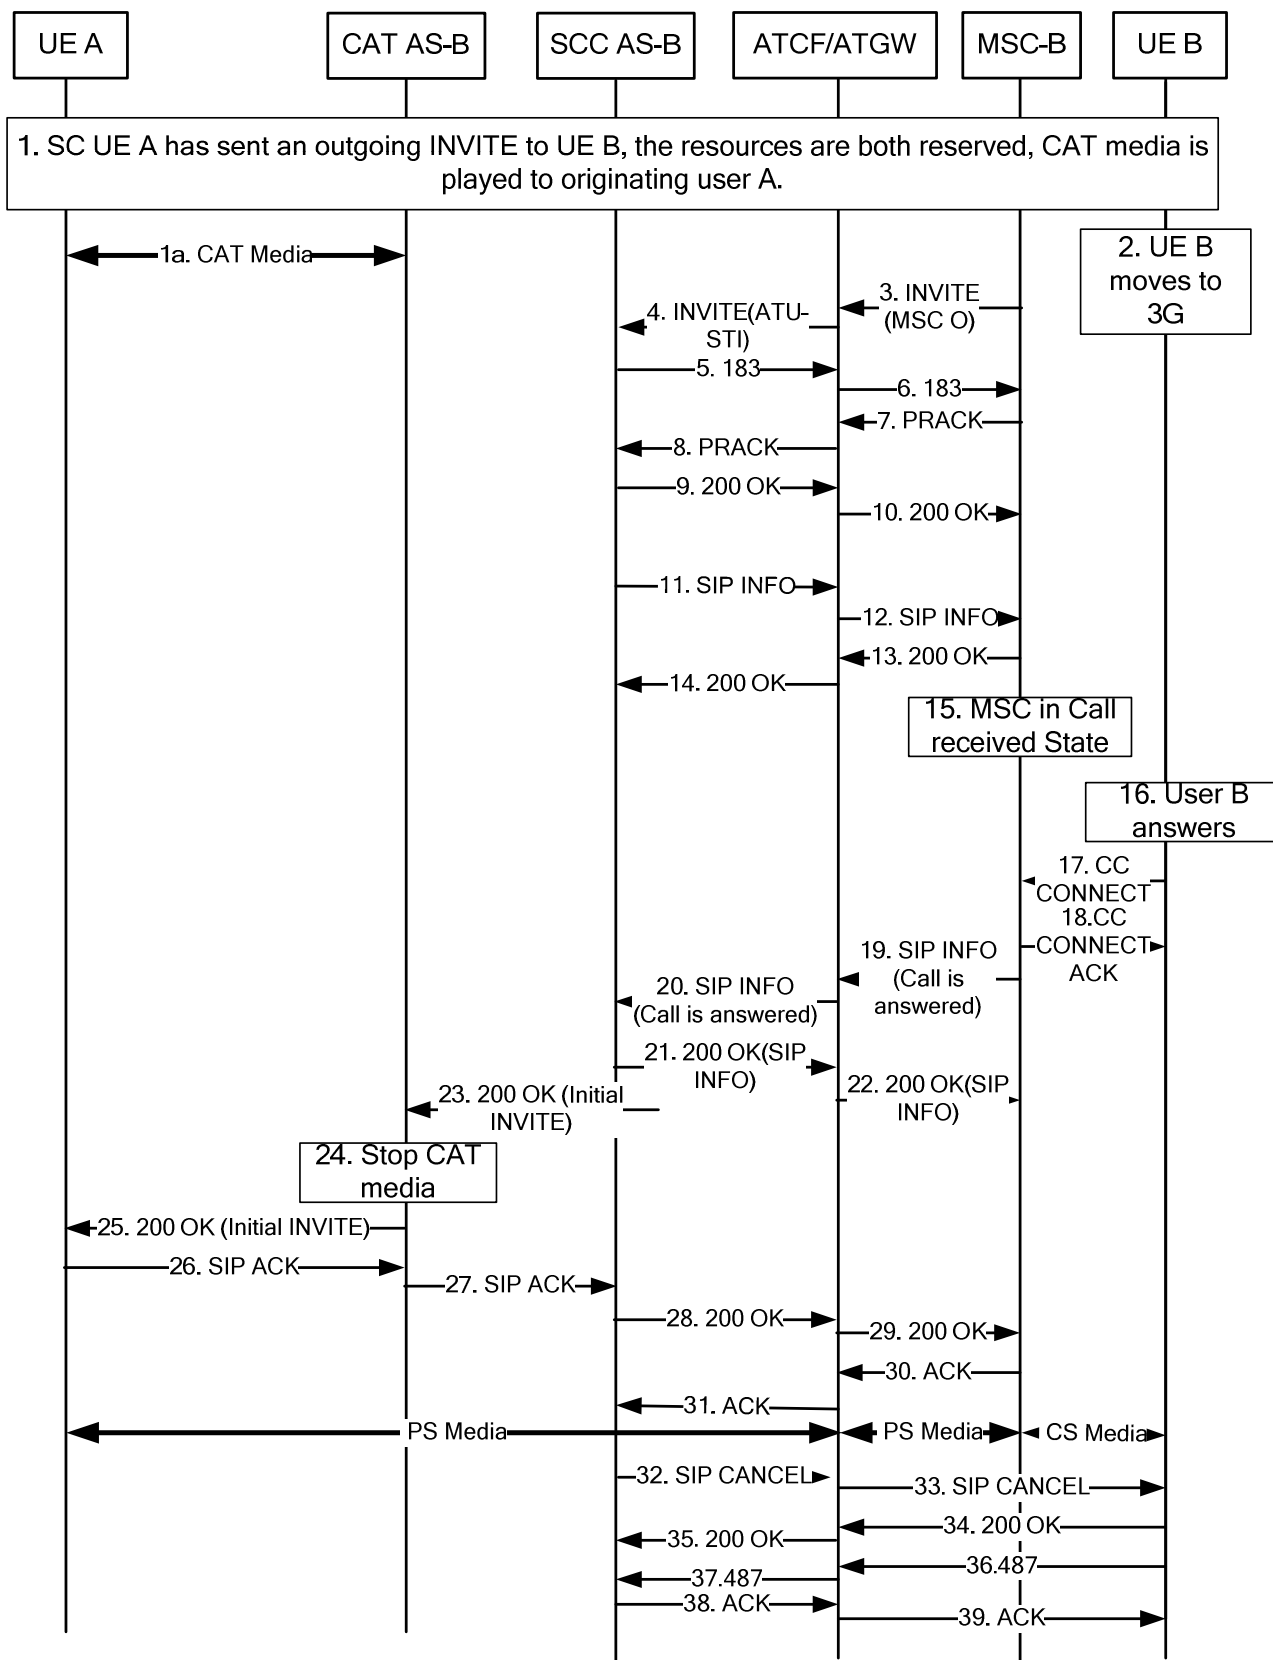 UE A
CAT AS-B
SCC AS-B
ATCF/ATGW
MSC-B
UE B
1. SC UE A has sent an outgoing INVITE to UE B, the resources are both reserved, CAT media is
played to originating user A.
1a. CAT Media
2. UE B
moves to
3G
3. INVITE
(MSC O)
4. INVITE(ATU-
STI)
5. 183
6. 183
7. PRACK
8. PRACK
9. 200 OK
10. 200 OK
11. SIP INFO
12. SIP INFO
13. 200 OK
14. 200 OK
15. MSC in Call
received State
16. User B
answers
17. CC
CONNECT
18.CC
CONNECT
ACK
19. SIP INFO
(Call is
answered)
20. SIP INFO
(Call is answered)
21. 200 OK(SIP
INFO)
22. 200 OK(SIP
INFO)
23. 200 OK (Initial
INVITE)
24. Stop CAT
media
25. 200 OK (Initial INVITE)
26. SIP ACK
27. SIP ACK
28. 200 OK
29. 200 OK
30. ACK
31. ACK
PS Media
PS Media
CS Media
32. SIP CANCEL
33. SIP CANCEL
34. 200 OK
35. 200 OK
36.487
37.487
38. ACK
39. ACK